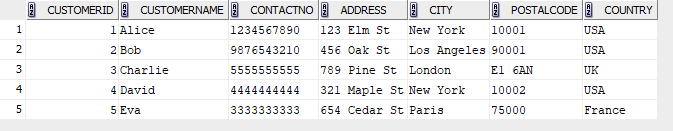 CUSTOMERID CUSTOMERNAME CONTACTNO ADDRESS CITY POSTALCODE COUNTRY
1 1 Alice 1234567890 123 Elm St New York 10001 USA
2 2 Bob 9876543210 456 Oak St Los Angeles 90001 USA
3 3 Charlie 5555555555 789 Pine St London E1 6AN UK
4 4 David 4444444444 321 Maple St New York 10002 USA
5 5 Eva 3333333333 654 Cedar St Paris 75000 France